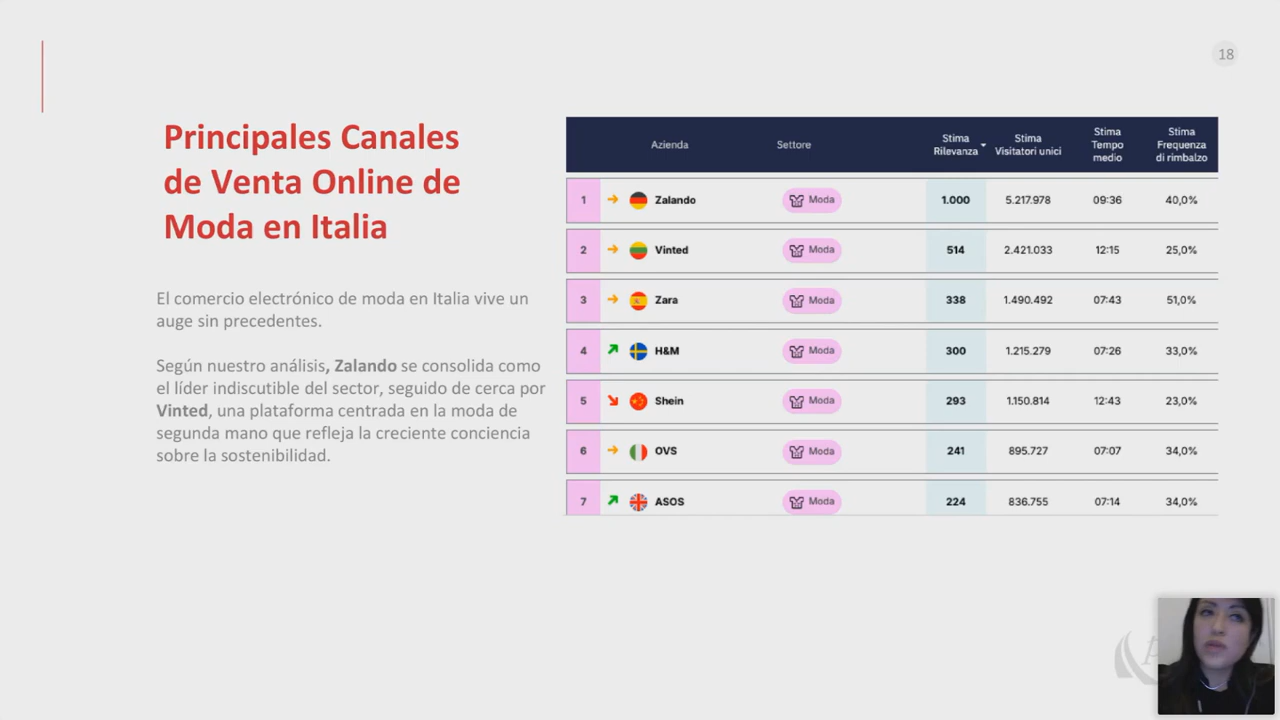 18
Principales Canales
de Venta Online de
Moda en Italia
El comercio electrónico de moda en Italia vive un
auge sin precedentes.
Según nuestro análisis, Zalando se consolida como
el líder indiscutible del sector, seguido de cerca por
Vinted, una plataforma centrada en la moda de
segunda mano que refleja la creciente conciencia
sobre la sostenibilidad.
Azienda Settore Stima Rilevanza Stima Visitatori unici Stima Tempo medio Stima Frequenza di rimbalzo
1 Zalando Moda 1.000 5.217.978 09:36 40,0%
2 Vinted Moda 514 2.421.033 12:15 25,0%
3 Zara Moda 338 1.490.492 07:43 51,0%
4 H&M Moda 300 1.215.279 07:26 33,0%
5 Shein Moda 293 1.150.814 12:43 23,0%
6 OVS Moda 241 895.727 07:07 34,0%
7 ASOS Moda 224 836.755 07:14 34,0%